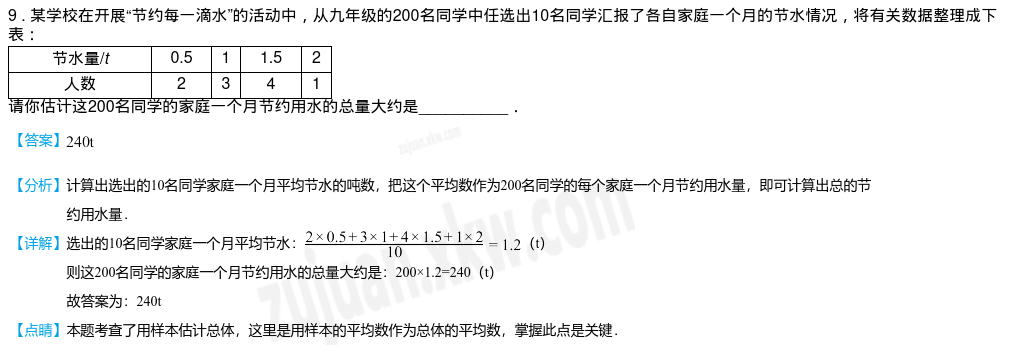 9．某学校在开展“节约每一滴水”的活动中，从九年级的200名同学中任选出10名同学汇报了各自家庭一个月的节水情况，将有关数据整理成下
表：
节水量/t 0.5 1 1.5 2
人数 2 3 4 1
请你估计这200名同学的家庭一个月节约用水的总量大约是__________．
【答案】240t
zujuan.xkw.com
【分析】计算出选出的10名同学家庭一个月平均节水的吨数，把这个平均数作为200名同学的每个家庭一个月节约用水量，即可计算出总的节
约用水量．
【详解】选出的10名同学家庭一个月平均节水：(2×0.5+3×1+4×1.5+1×2)/10 = 1.2（t）
则这200名同学的家庭一个月节约用水的总量大约是：200×1.2=240（t）
故答案为：240t
【点睛】本题考查了用样本估计总体，这里是用样本的平均数作为总体的平均数，掌握此点是关键．
zujuan.xkw.com